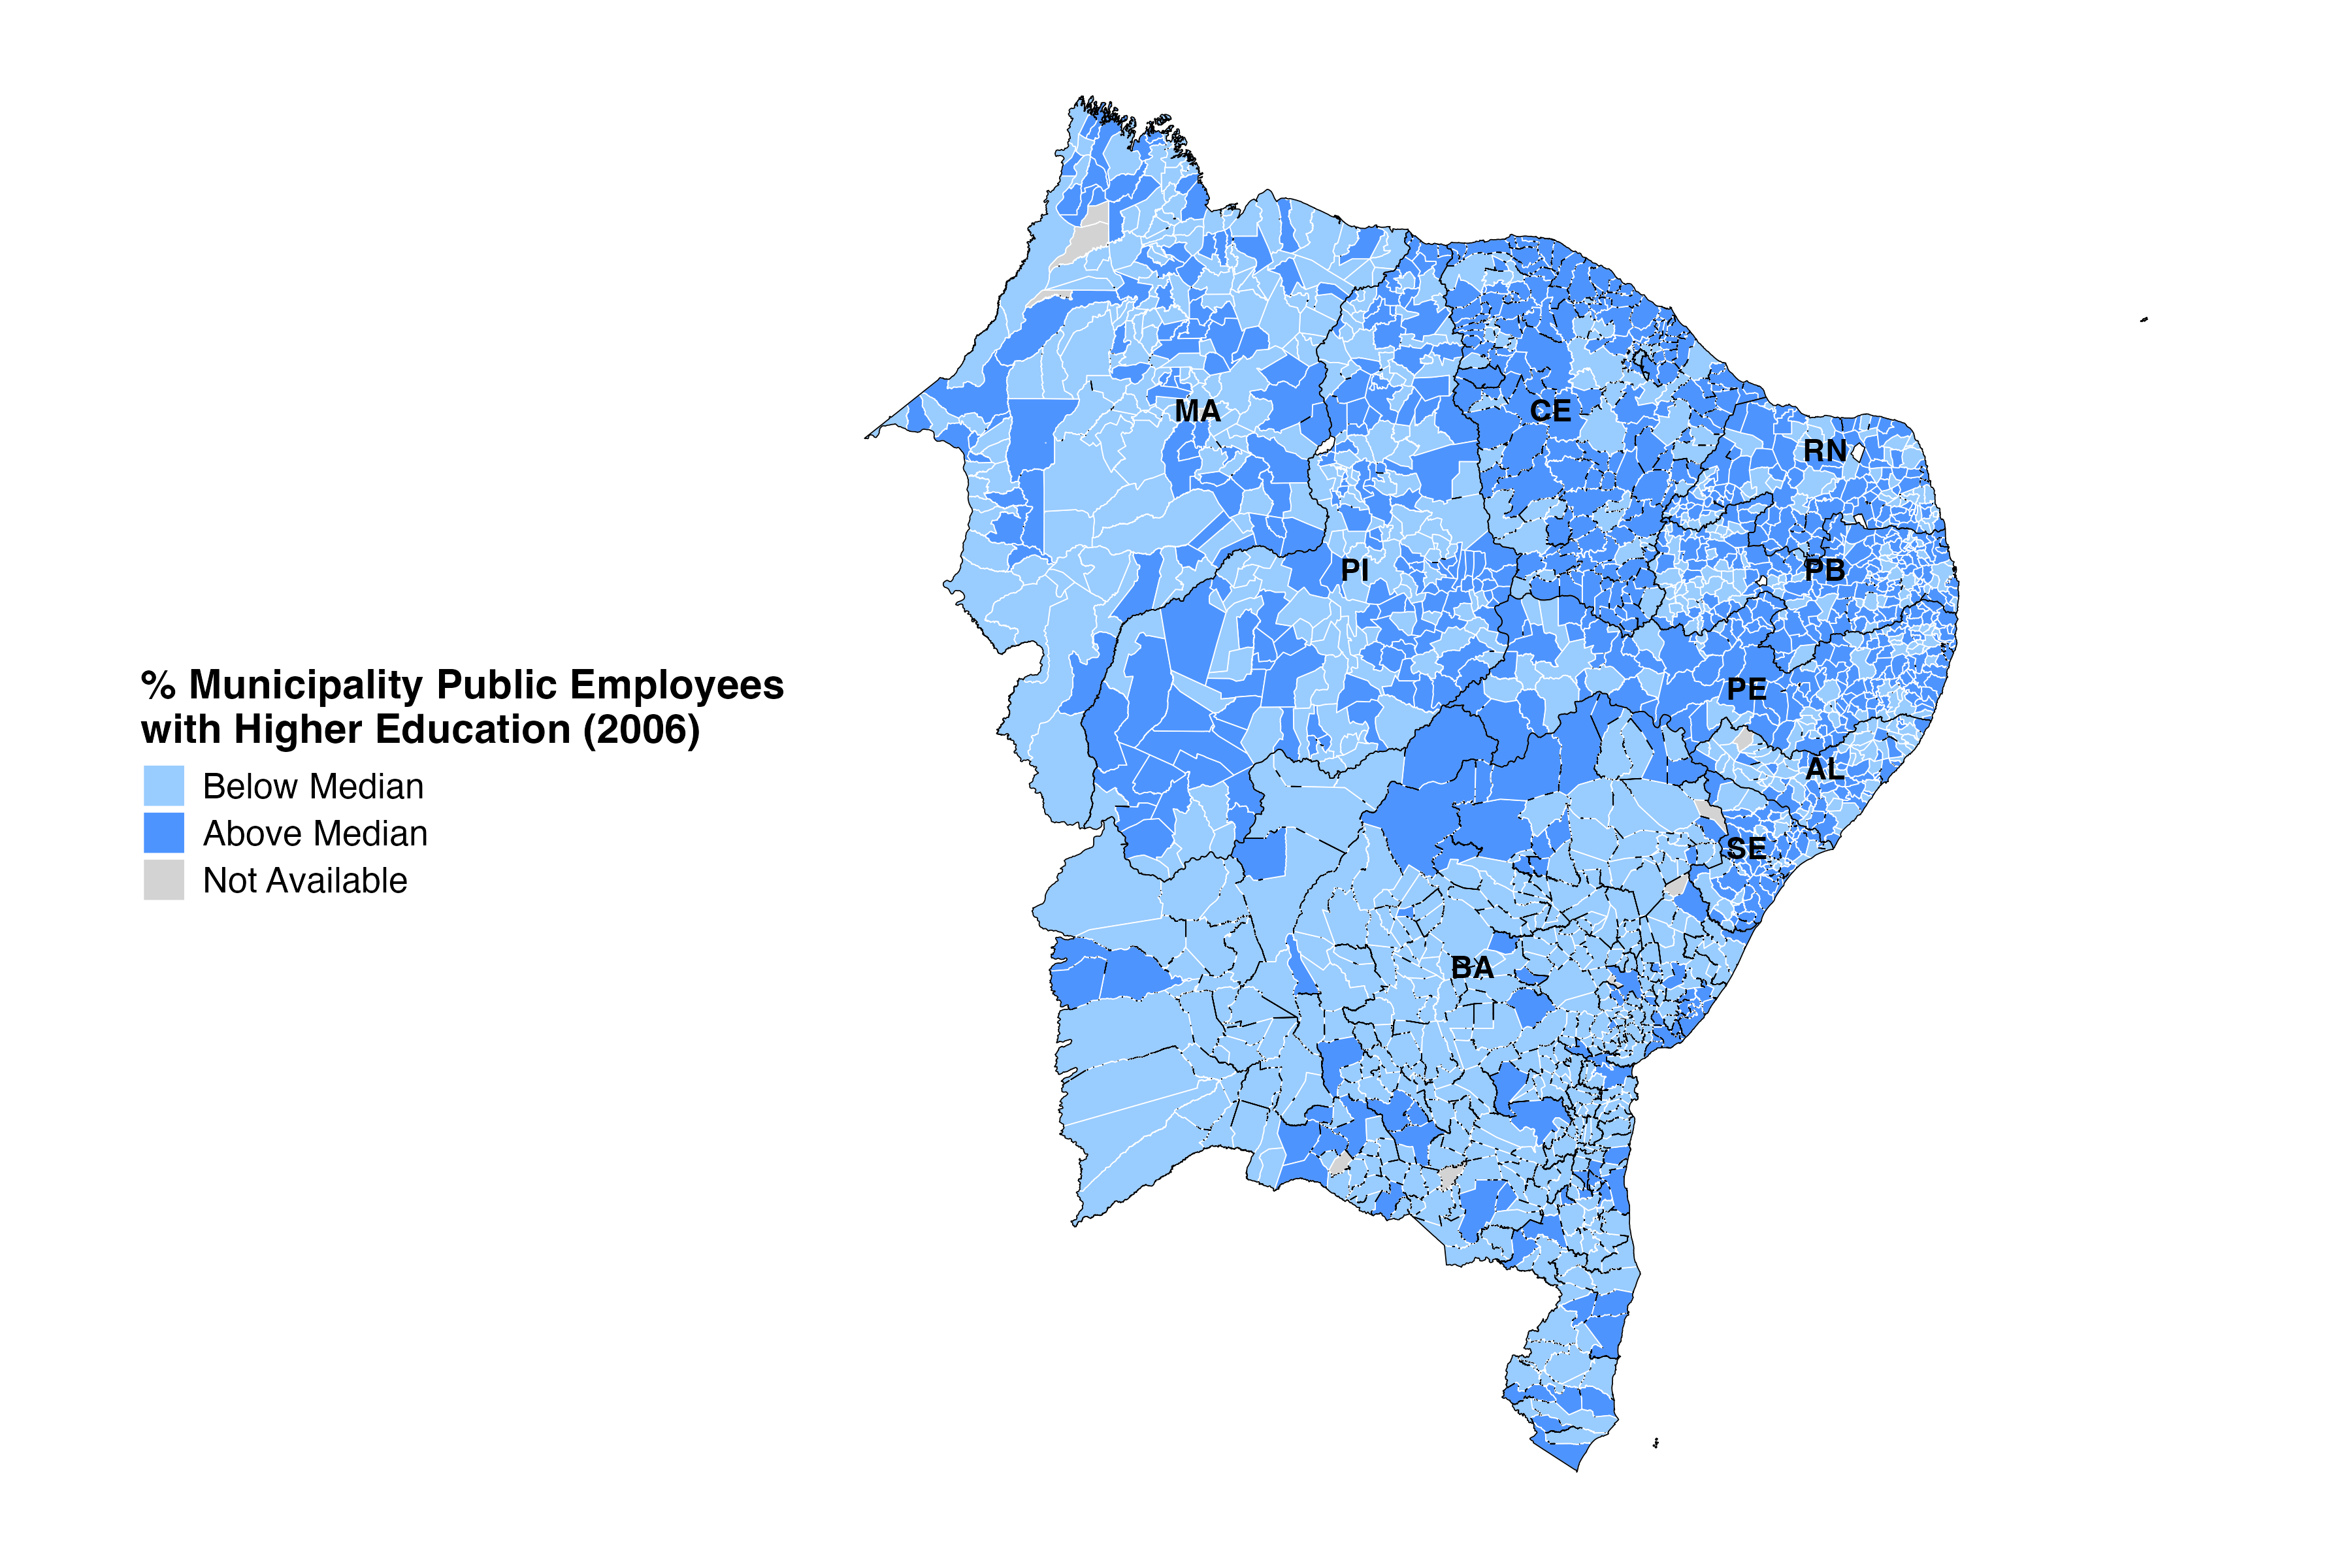 % Municipality Public Employees
with Higher Education (2006)
Below Median
Above Median
Not Available
MA
CE
RN
PI
PB
PE
AL
SE
BA